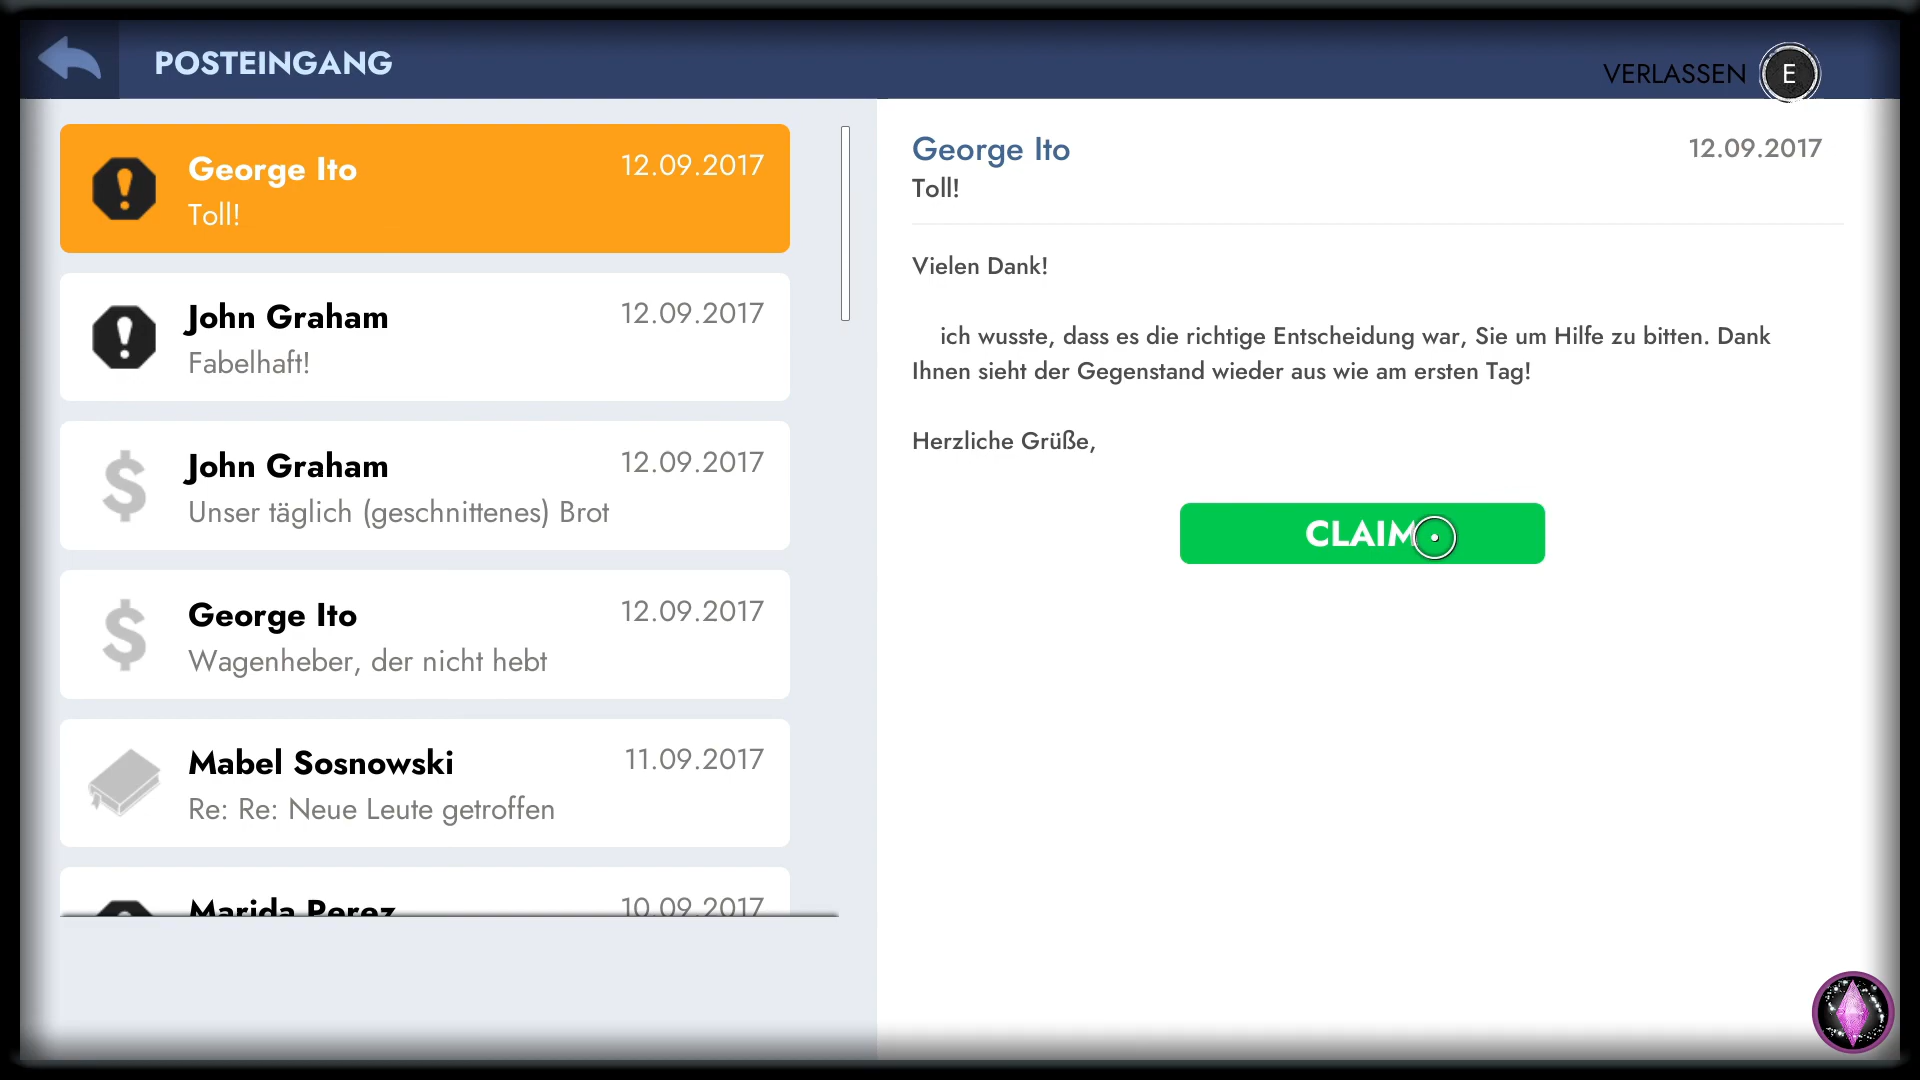 POSTEINGANG
VERLASSEN E
George Ito 12.09.2017
Toll!
John Graham 12.09.2017
Fabelhaft!
John Graham 12.09.2017
Unser täglich (geschnittenes) Brot
George Ito 12.09.2017
Wagenheber, der nicht hebt
Mabel Sosnowski 11.09.2017
Re: Re: Neue Leute getroffen
Marida Perez 10.09.2017
George Ito 12.09.2017
Toll!
Vielen Dank!
ich wusste, dass es die richtige Entscheidung war, Sie um Hilfe zu bitten. Dank
Ihnen sieht der Gegenstand wieder aus wie am ersten Tag!
Herzliche Grüße,
CLAIM